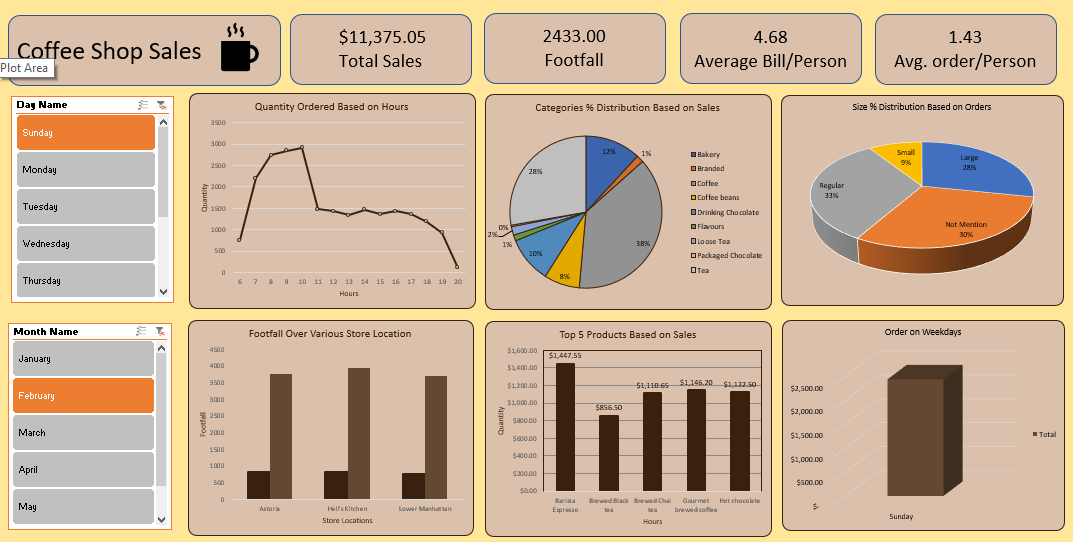 Coffee Shop Sales
Plot Area
$11,375.05
Total Sales
2433.00
Footfall
4.68
Average Bill/Person
1.43
Avg. order/Person
Day Name
Sunday
Monday
Tuesday
Wednesday
Thursday
Quantity Ordered Based on Hours
Quantity
3500
3000
2500
2000
1500
1000
500
0
6 7 8 9 10 11 12 13 14 15 16 17 18 19 20
Hours
Categories % Distribution Based on Sales
12%
1%
38%
8%
10%
1%
2%
0%
28%
Bakery
Branded
Coffee
Coffee beans
Drinking Chocolate
Flavours
Loose Tea
Packaged Chocolate
Tea
Size % Distribution Based on Orders
Small
9%
Large
28%
Regular
33%
Not Mention
30%
Month Name
January
February
March
April
May
Footfall Over Various Store Location
Footfall
4500
4000
3500
3000
2500
2000
1500
1000
500
0
Astoria Hell's Kitchen Lower Manhattan
Store Locations
Top 5 Products Based on Sales
Quantity
$1,600.00
$1,400.00
$1,200.00
$1,000.00
$800.00
$600.00
$400.00
$200.00
$0.00
$1,447.55
$856.50
$1,110.65
$1,146.20
$1,122.50
Barista Espresso
Brewed Black tea
Brewed Chai tea
Gourmet brewed coffee
Hot chocolate
Hours
Order on Weekdays
$2,500.00
$2,000.00
$1,500.00
$1,000.00
$500.00
$-
Sunday
Total